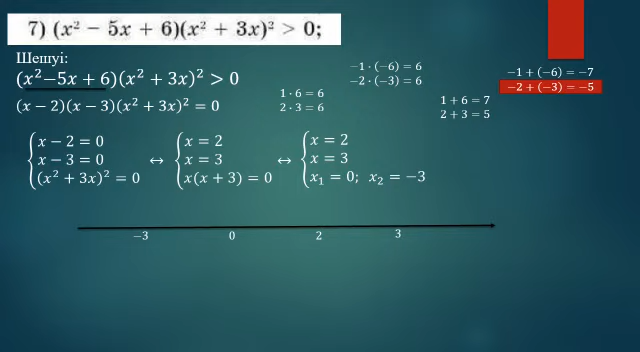 7) (x² − 5x + 6)(x² + 3x)² > 0;
Шешуі:
(x²−5x + 6)(x² + 3x)² > 0
(x − 2)(x − 3)(x² + 3x)² = 0
1 · 6 = 6
2 · 3 = 6
−1 · (−6) = 6
−2 · (−3) = 6
1 + 6 = 7
2 + 3 = 5
−1 + (−6) = −7
−2 + (−3) = −5
x − 2 = 0
x − 3 = 0
(x² + 3x)² = 0
↔
x = 2
x = 3
x(x + 3) = 0
↔
x = 2
x = 3
x₁ = 0; x₂ = −3
−3 0 2 3